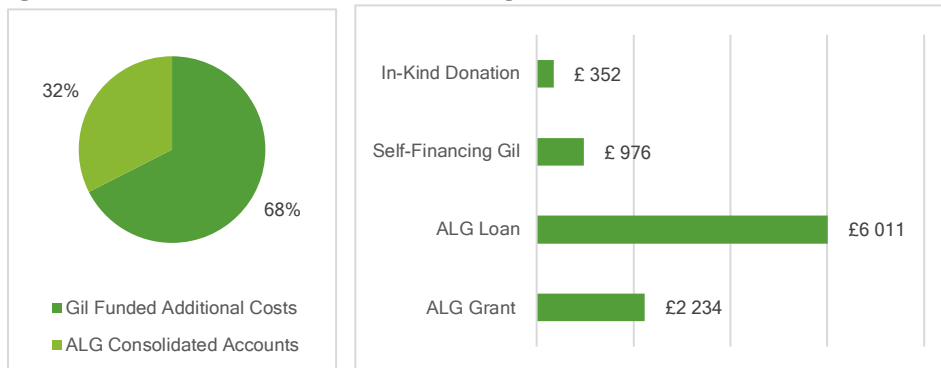 32%
68%
Gil Funded Additional Costs
ALG Consolidated Accounts
In-Kind Donation £ 352
Self-Financing Gil £ 976
ALG Loan £6 011
ALG Grant £2 234